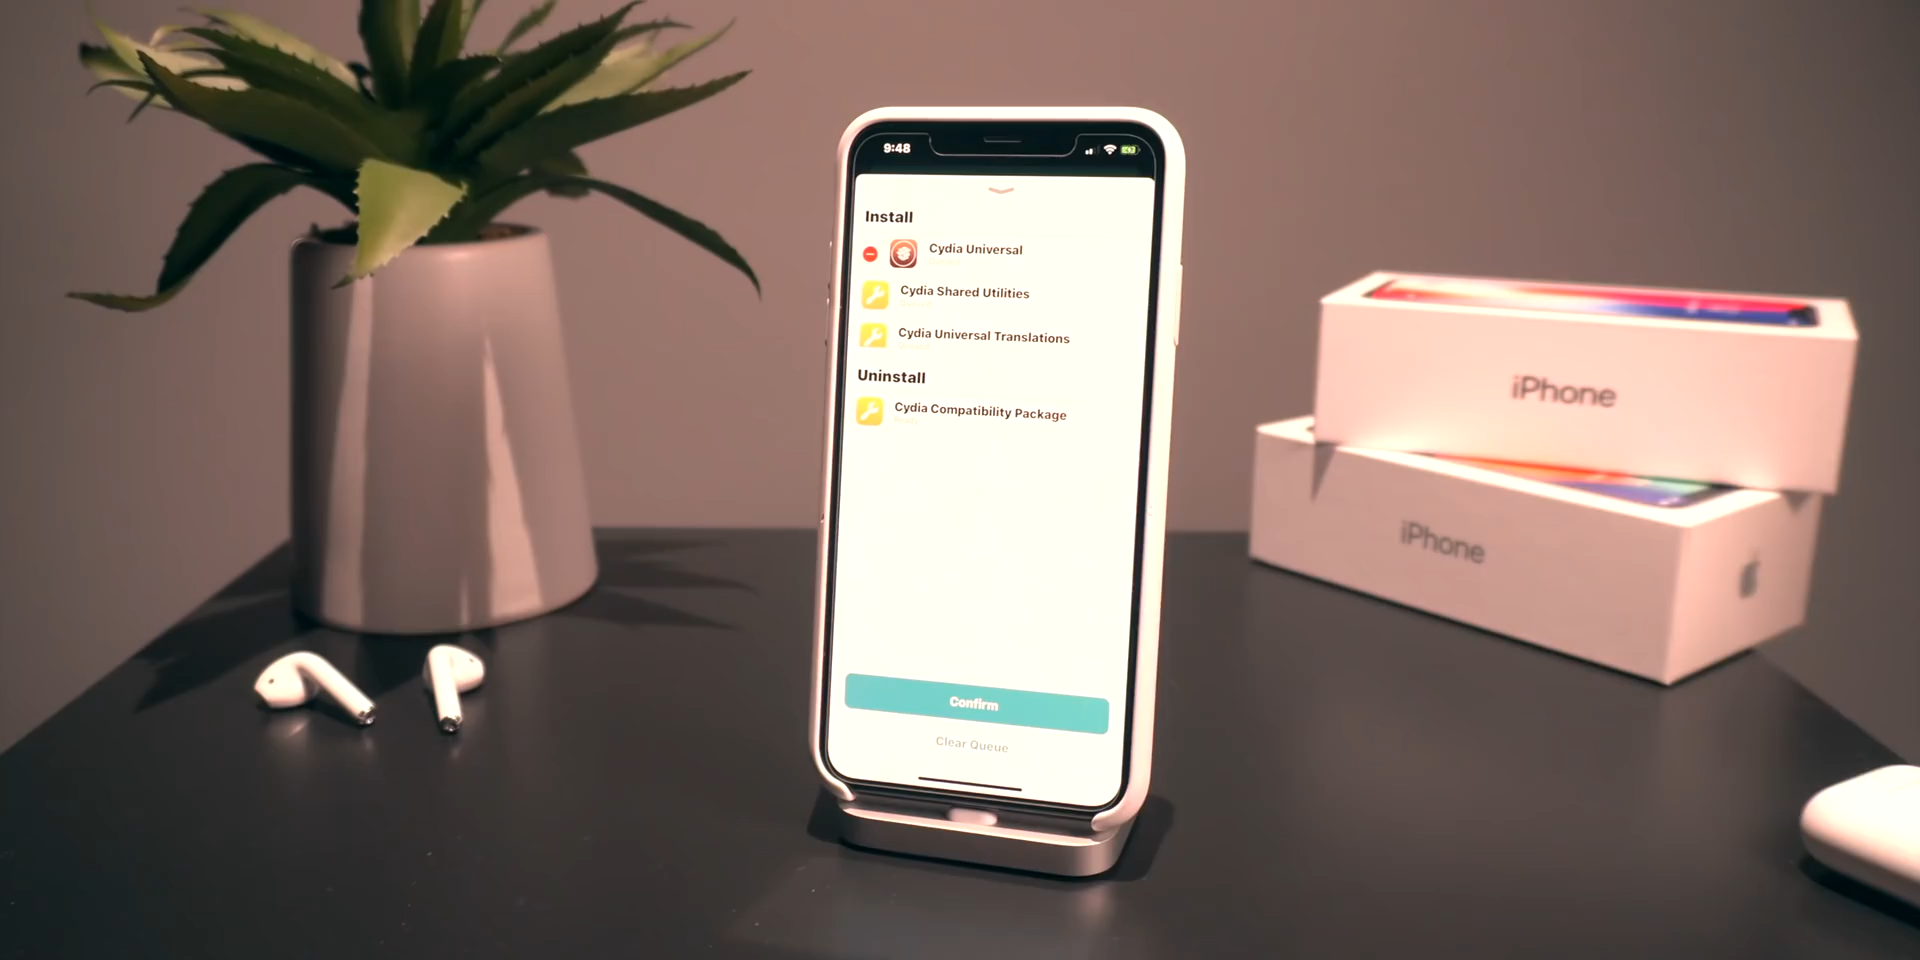 9:48
Install
Cydia Universal
Cydia Shared Utilities
Cydia Universal Translations
Uninstall
Cydia Compatibility Package
Confirm
Clear Queue
iPhone
iPhone